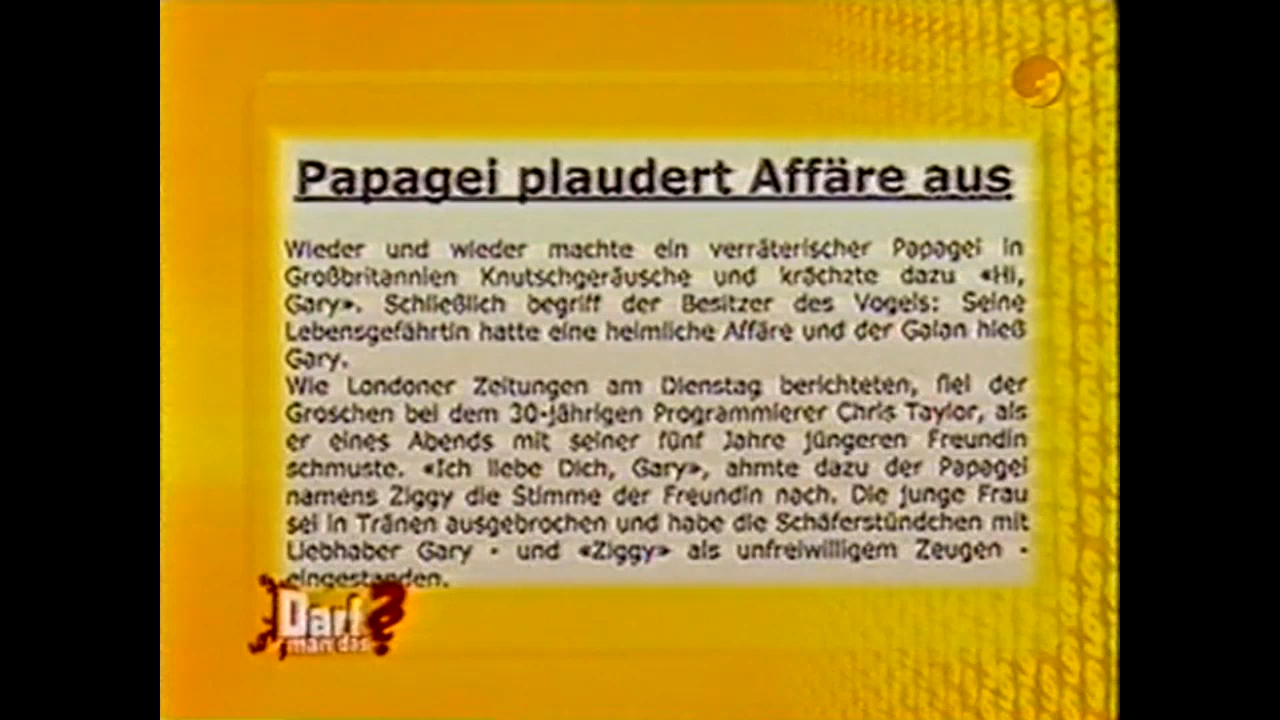 Papagei plaudert Affäre aus
Wieder und wieder machte ein verräterischer Papagei in
Großbritannien Knutschgeräusche und krächzte dazu «Hi,
Gary». Schließlich begriff der Besitzer des Vogels: Seine
Lebensgefährtin hatte eine heimliche Affäre und der Galan hieß
Gary.
Wie Londoner Zeitungen am Dienstag berichteten, fiel der
Groschen bei dem 30-jährigen Programmierer Chris Taylor, als
er eines Abends mit seiner fünf Jahre jüngeren Freundin
schmuste. «Ich liebe Dich, Gary», ahmte dazu der Papagei
namens Ziggy die Stimme der Freundin nach. Die junge Frau
sei in Tränen ausgebrochen und habe die Schäferstündchen mit
Liebhaber Gary - und «Ziggy» als unfreiwilligem Zeugen -
eingestanden.
Darf
man das?